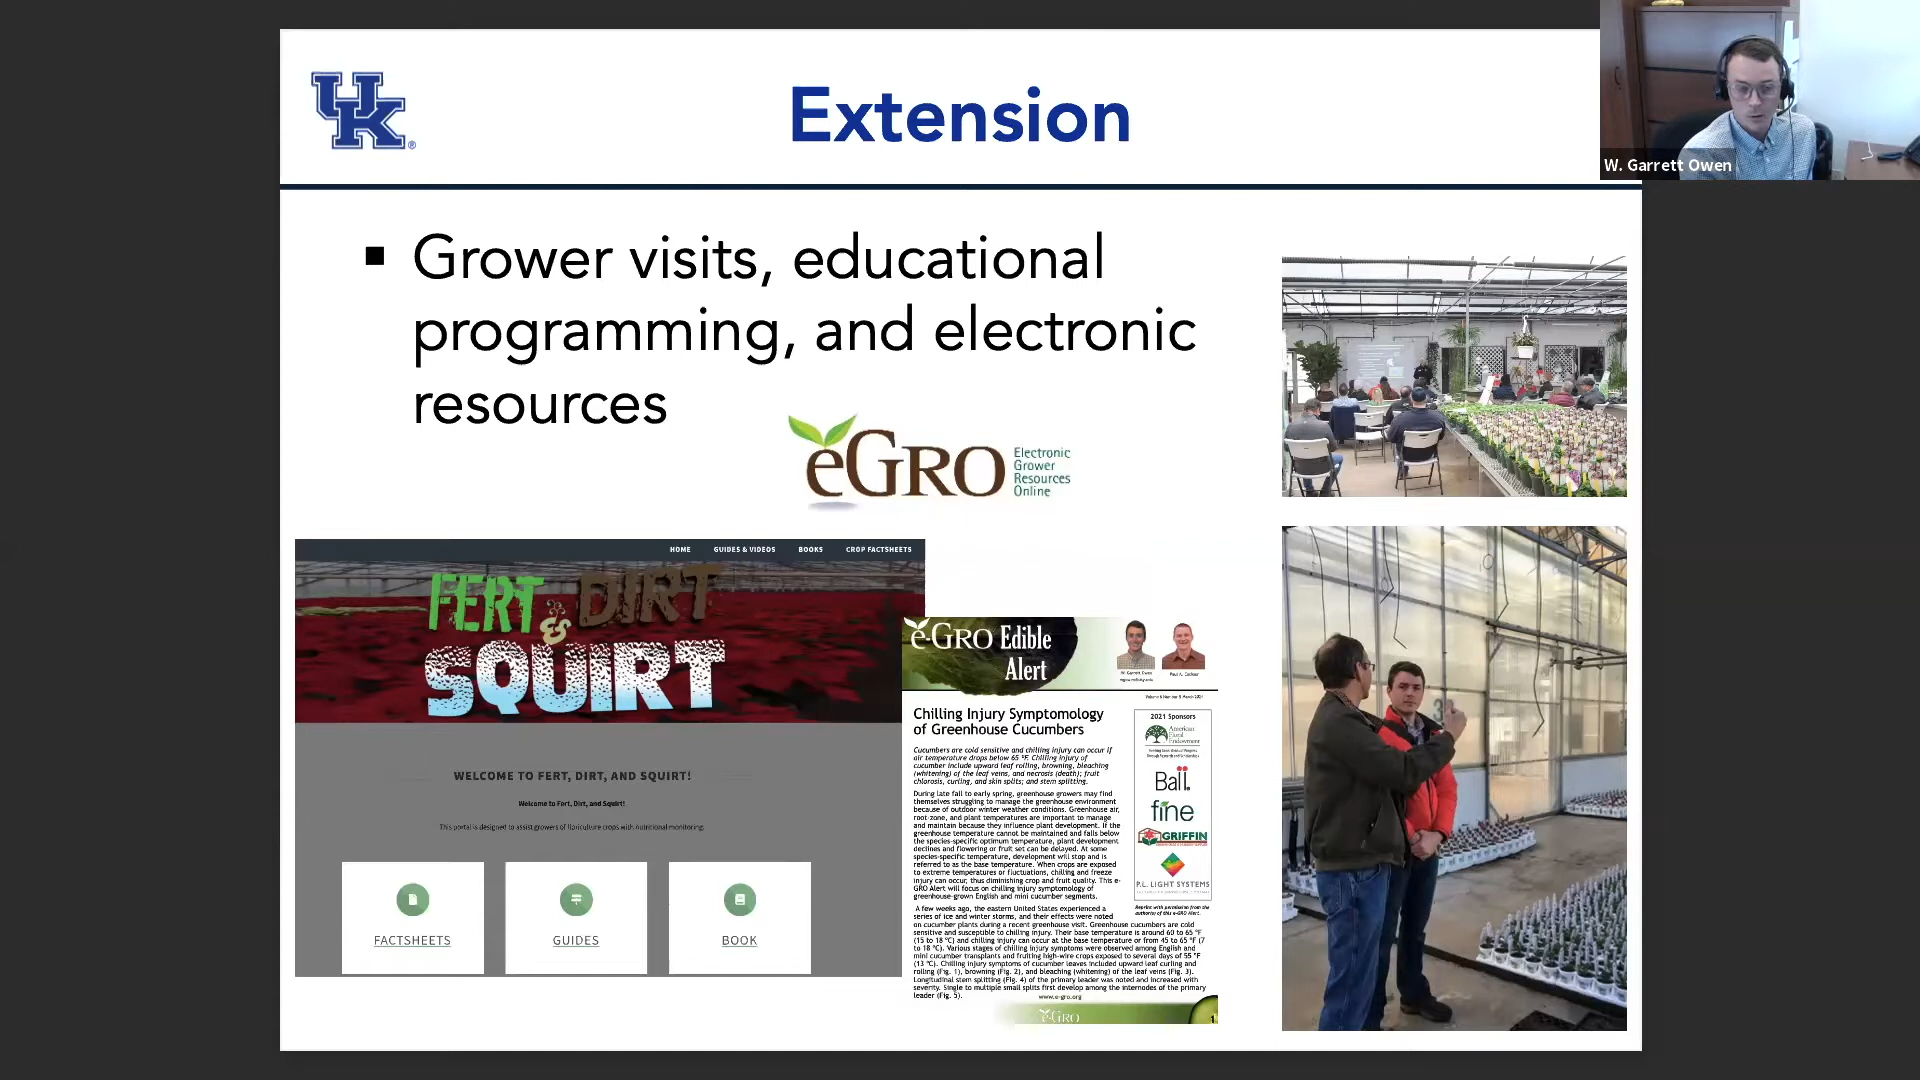 UK®
Extension
W. Garrett Owen
▪ Grower visits, educational
programming, and electronic
resources
eGRO
Electronic
Grower
Resources
Online
HOME GUIDES & VIDEOS BOOKS CROP FACTSHEETS
FERT & DIRT
SQUIRT
WELCOME TO FERT, DIRT, AND SQUIRT!
Welcome to Fert, Dirt, and Squirt!
This portal is designed to assist growers of floriculture crops with nutritional monitoring.
FACTSHEETS
GUIDES
BOOK
e-GRO Edible
Alert
W. Garrett Owen
Paul A.
2021
Chilling Injury Symptomology
of Greenhouse Cucumbers
Cucumbers are cold sensitive and chilling injury can occur if
air temperature drops below 65 °F. Chilling injury of
cucumber include upward leaf rolling, browning, bleaching
(whitening) of the leaf veins, and necrosis (death); fruit
chlorosis, curling, and skin splits; and stem splitting.
During late fall to early spring, greenhouse growers may find
themselves struggling to manage the greenhouse environment
because of outdoor winter weather conditions. Greenhouse air,
root-zone, and plant temperatures are important to manage
and maintain because they influence plant development. If the
greenhouse temperature cannot be maintained and falls below
the species-specific optimum temperature, plant development
declines and flowering or fruit set can be delayed. At some
species-specific temperature, development will stop and is
referred to as the base temperature. When crops are exposed
to extreme temperatures or fluctuations, chilling and freeze
injury can occur, thus diminishing crop and fruit quality. This e-
GRO Alert will focus on chilling injury symptomology of
greenhouse-grown English and mini cucumber segments.
A few weeks ago, the eastern United States experienced a
series of ice and winter storms, and their effects were noted
on cucumber plants during a recent greenhouse visit. Greenhouse cucumbers are cold
sensitive and susceptible to chilling injury. Their base temperature is around 60 to 65 °F
(15 to 18 °C) and chilling injury can occur at the base temperature or from 45 to 65 °F (7
to 18 °C). Various stages of chilling injury symptoms were observed among English and
mini cucumber transplants and fruiting high-wire crops exposed to several days of 55 °F
(13 °C). Chilling injury symptoms of cucumber leaves included upward leaf curling and
rolling (Fig. 1), browning (Fig. 2), and bleaching (whitening) of the leaf veins (Fig. 3).
Longitudinal stem splitting (Fig. 4) of the primary leader was noted and increased with
severity. Single to multiple small splits first develop among the internodes of the primary
leader (Fig. 5).
2021 Sponsors
American
Floral
Endowment
Ball.
fine
GRIFFIN
P.L. LIGHT SYSTEMS
Reprint with permission from the
author(s) of this e-GRO Alert.
www.e-gro.org
eGRO
1